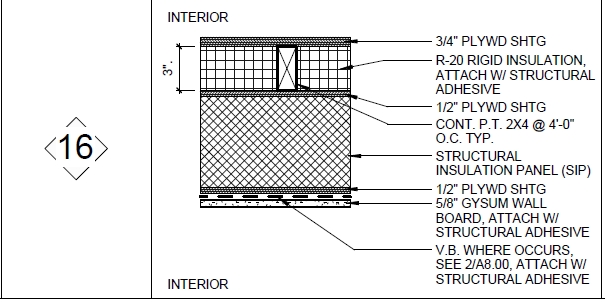 INTERIOR
3/4" PLYWD SHTG
R-20 RIGID INSULATION,
ATTACH W/ STRUCTURAL
ADHESIVE
3".
1/2" PLYWD SHTG
CONT. P.T. 2X4 @ 4'-0"
O.C. TYP.
16
STRUCTURAL
INSULATION PANEL (SIP)
1/2" PLYWD SHTG
5/8" GYSUM WALL
BOARD, ATTACH W/
STRUCTURAL ADHESIVE
V.B. WHERE OCCURS,
SEE 2/A8.00, ATTACH W/
STRUCTURAL ADHESIVE
INTERIOR